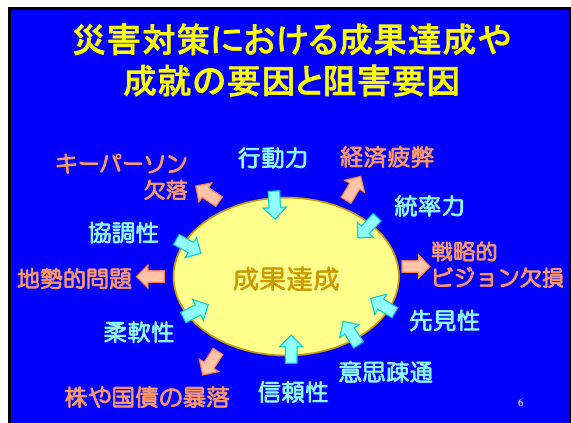 災害対策における成果達成や
成就の要因と阻害要因
行動力
経済疲弊
キーパーソン
欠落
統率力
協調性
戦略的
ビジョン欠損
地勢的問題
成果達成
先見性
柔軟性
意思疎通
株や国債の暴落
信頼性
6